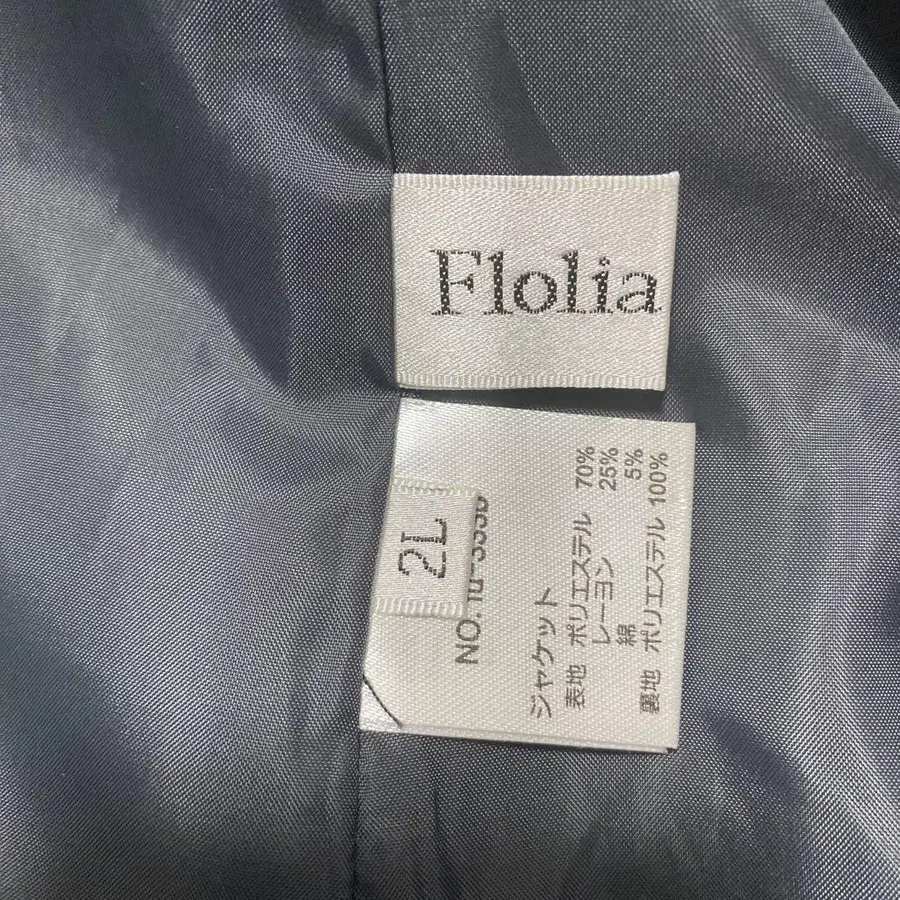 Flolia
2L
NO.
ジャケット
表地 ポリエステル 70%
レーヨン 25%
綿 5%
裏地 ポリエステル 100%